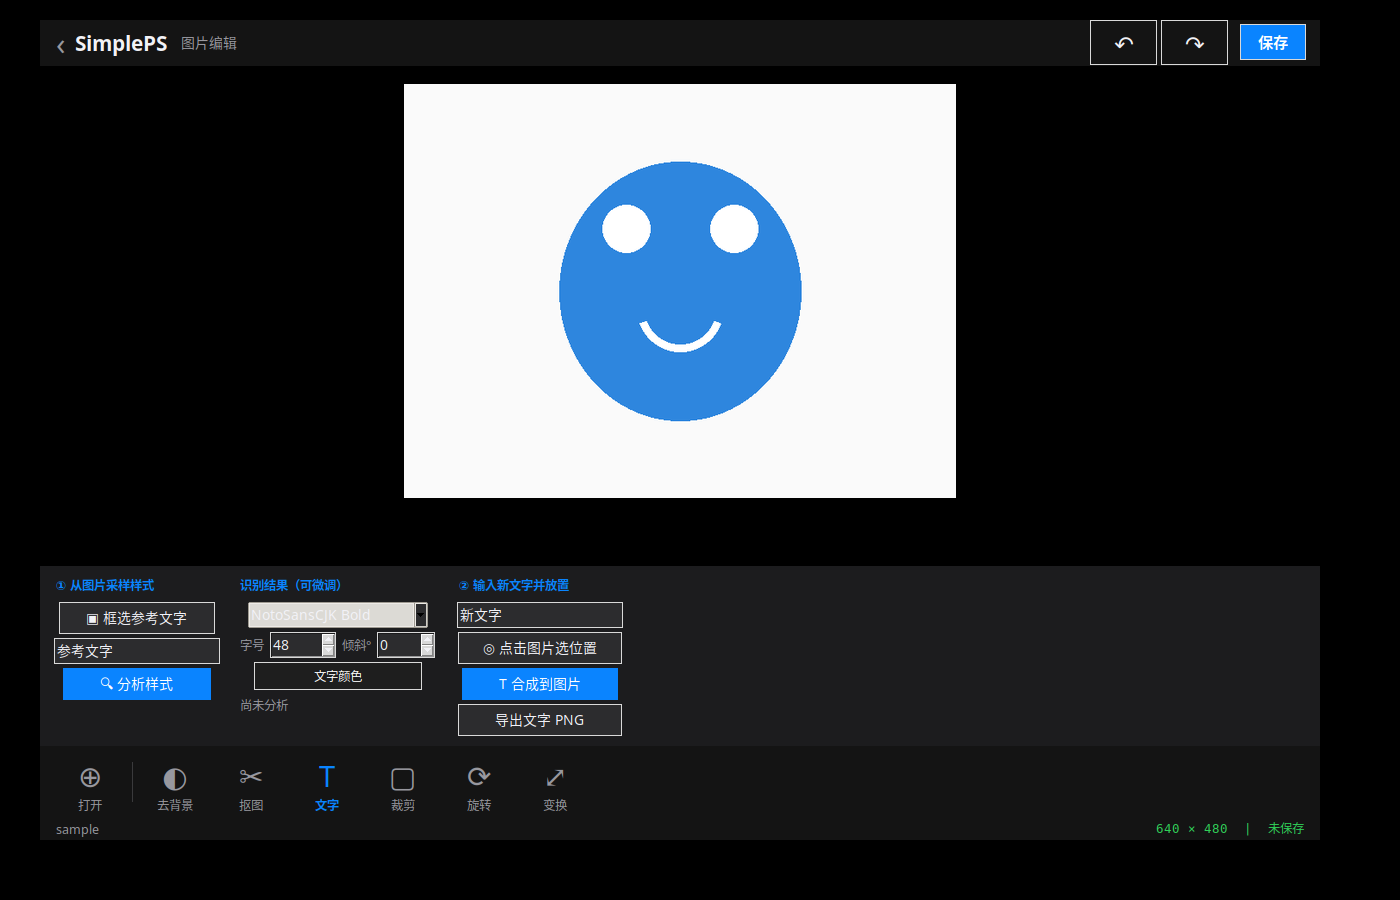 ‹ SimplePS 图片编辑 ↶ ↷ 保存
① 从图片采样样式
▣ 框选参考文字
参考文字
🔍 分析样式
识别结果（可微调）
NotoSansCJK Bold
字号 48 倾斜° 0
文字颜色
尚未分析
② 输入新文字并放置
新文字
◎ 点击图片选位置
T 合成到图片
导出文字 PNG
打开 去背景 抠图 文字 裁剪 旋转 变换
sample 640 × 480 | 未保存